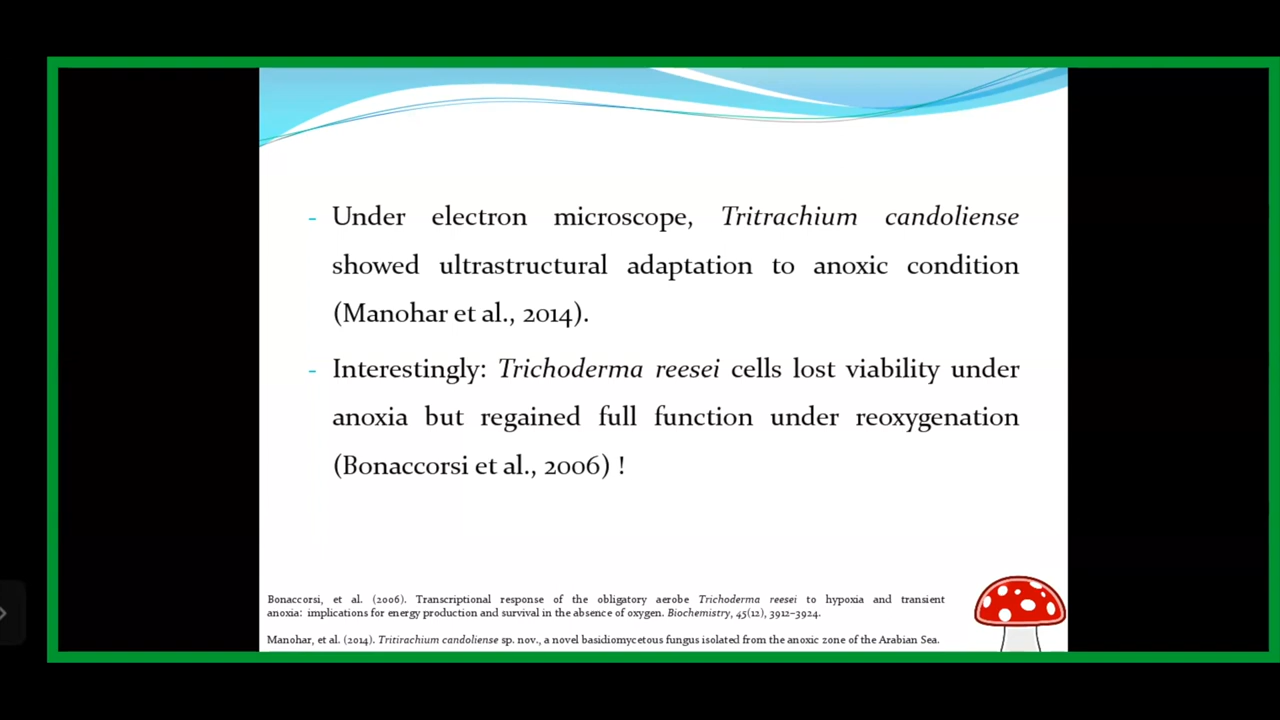 - Under electron microscope, Tritrachium candoliense
showed ultrastructural adaptation to anoxic condition
(Manohar et al., 2014).
- Interestingly: Trichoderma reesei cells lost viability under
anoxia but regained full function under reoxygenation
(Bonaccorsi et al., 2006) !
Bonaccorsi, et al. (2006). Transcriptional response of the obligatory aerobe Trichoderma reesei to hypoxia and transient
anoxia: implications for energy production and survival in the absence of oxygen. Biochemistry, 45(12), 3912–3924.
Manohar, et al. (2014). Tritirachium candoliense sp. nov., a novel basidiomycetous fungus isolated from the anoxic zone of the Arabian Sea.